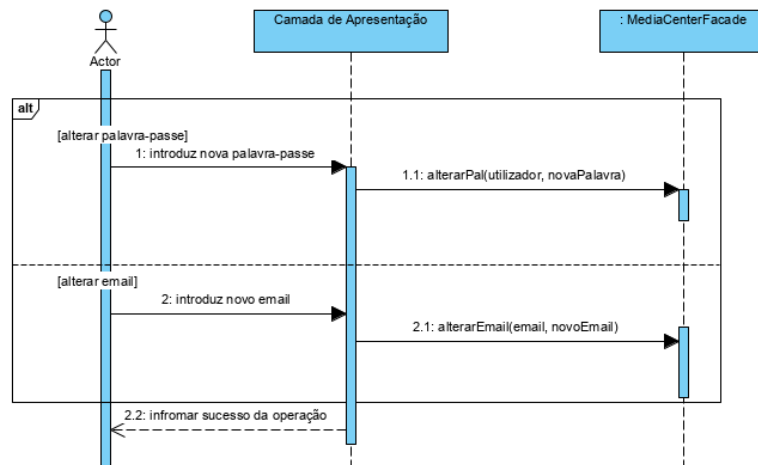 Camada de Apresentação
: MediaCenterFacade
Actor
alt
[alterar palavra-passe]
1: introduz nova palavra-passe
1.1: alterarPal(utilizador, novaPalavra)
[alterar email]
2: introduz novo email
2.1: alterarEmail(email, novoEmail)
2.2: infromar sucesso da operação